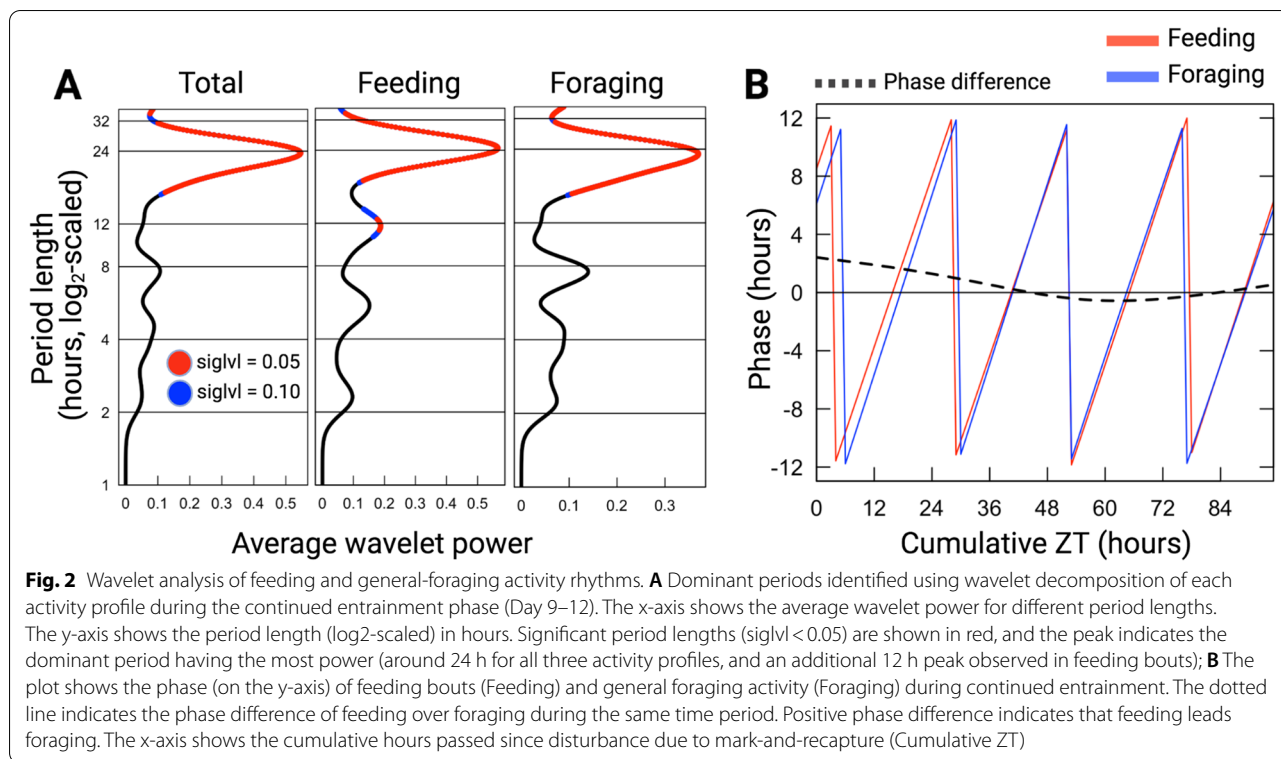 Feeding
Foraging
A
Total
Feeding
Foraging
B
Phase difference
Period length
(hours, log₂-scaled)
32
24
12
8
4
2
1
siglvl = 0.05
siglvl = 0.10
0 0.1 0.2 0.3 0.4 0.5
0 0.1 0.2 0.3 0.4 0.5
0 0.1 0.2 0.3
Average wavelet power
Phase (hours)
12
8
4
0
-4
-8
-12
0 12 24 36 48 60 72 84
Cumulative ZT (hours)
Fig. 2 Wavelet analysis of feeding and general-foraging activity rhythms. A Dominant periods identified using wavelet decomposition of each
activity profile during the continued entrainment phase (Day 9–12). The x-axis shows the average wavelet power for different period lengths.
The y-axis shows the period length (log2-scaled) in hours. Significant period lengths (siglvl < 0.05) are shown in red, and the peak indicates the
dominant period having the most power (around 24 h for all three activity profiles, and an additional 12 h peak observed in feeding bouts); B The
plot shows the phase (on the y-axis) of feeding bouts (Feeding) and general foraging activity (Foraging) during continued entrainment. The dotted
line indicates the phase difference of feeding over foraging during the same time period. Positive phase difference indicates that feeding leads
foraging. The x-axis shows the cumulative hours passed since disturbance due to mark-and-recapture (Cumulative ZT)